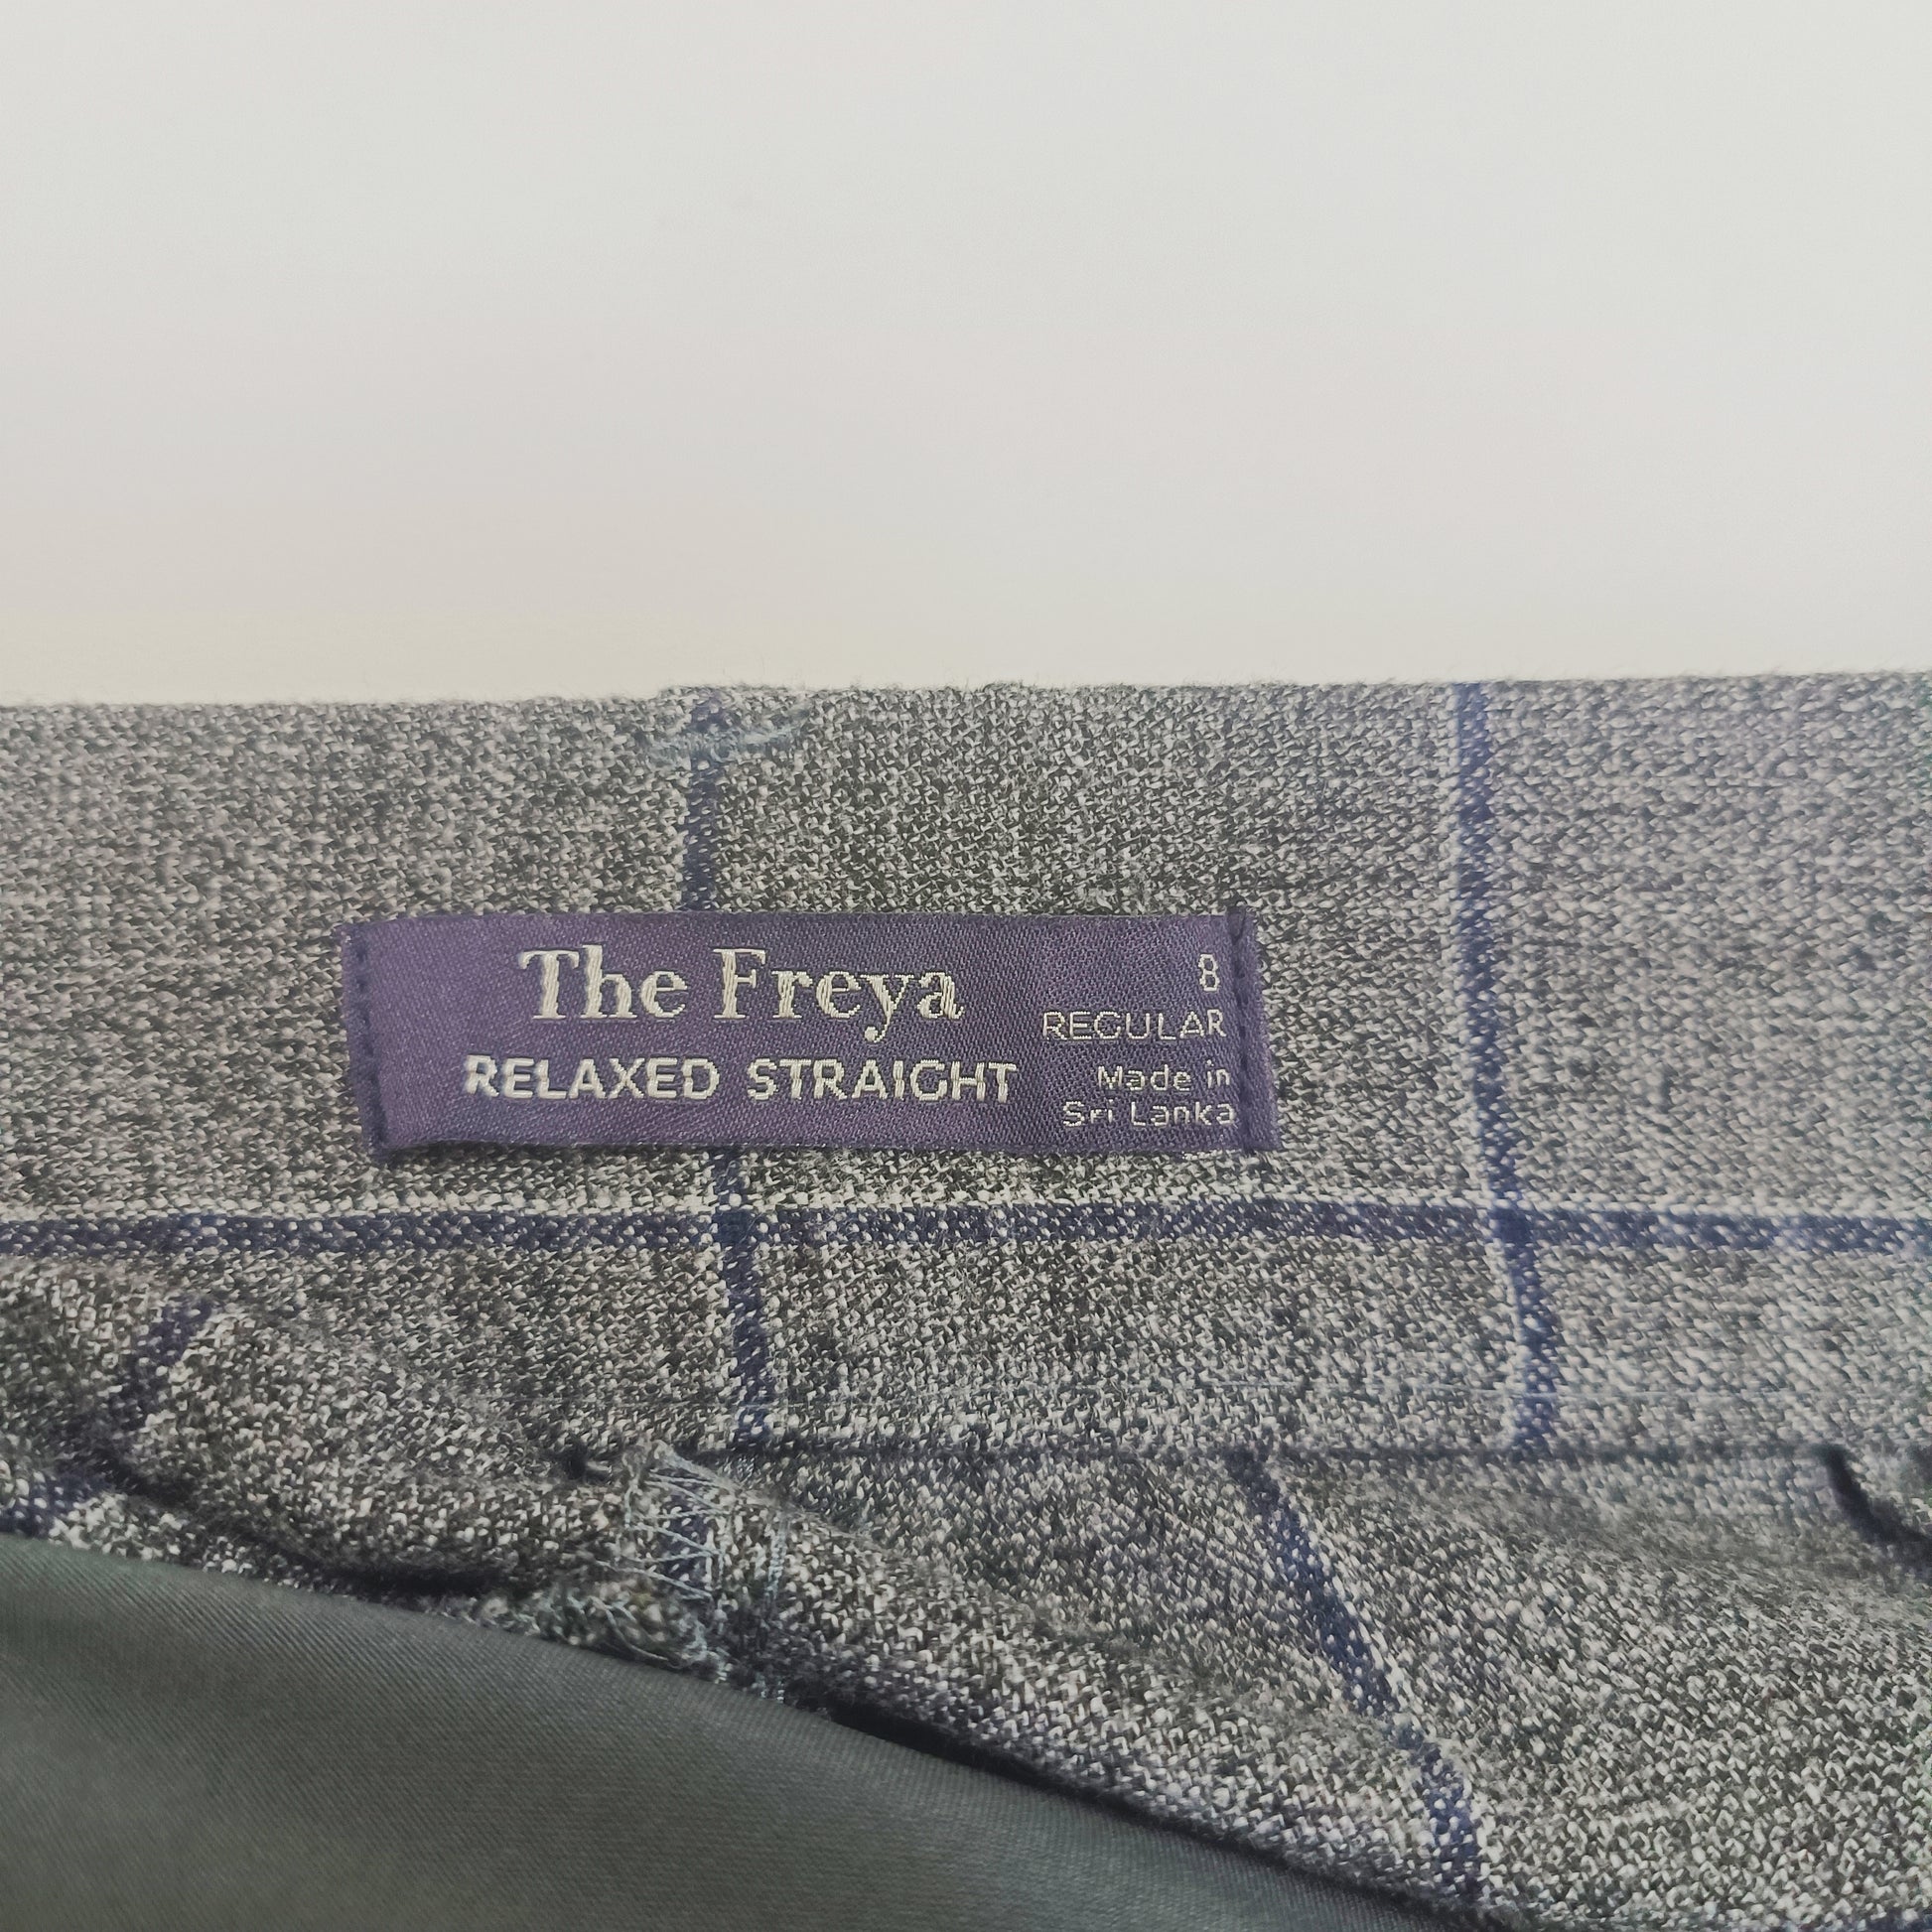 The Freya
RELAXED STRAIGHT
8
REGULAR
Made in
Sri Lanka